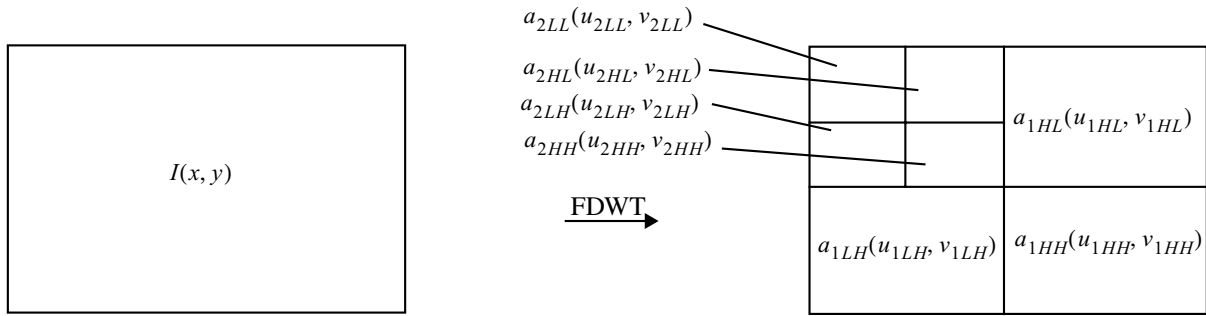 a2LL(u2LL, v2LL)
a2HL(u2HL, v2HL)
a2LH(u2LH, v2LH)
a2HH(u2HH, v2HH)
a1HL(u1HL, v1HL)
I(x, y)
FDWT
a1LH(u1LH, v1LH)
a1HH(u1HH, v1HH)